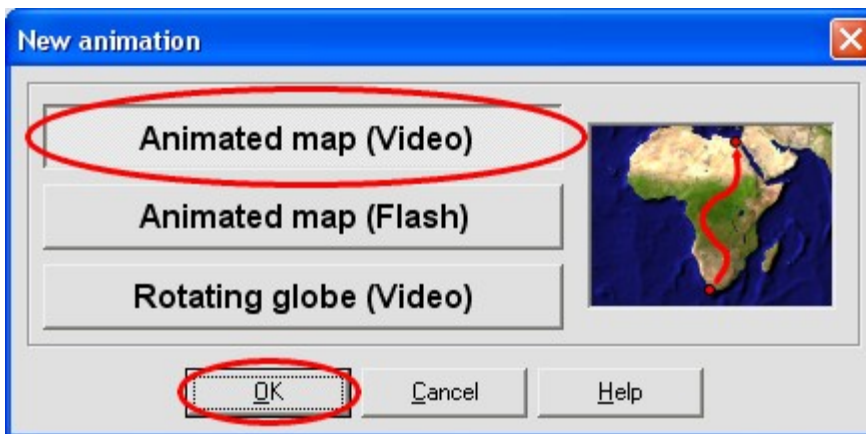 New animation
Animated map (Video)
Animated map (Flash)
Rotating globe (Video)
OK Cancel Help